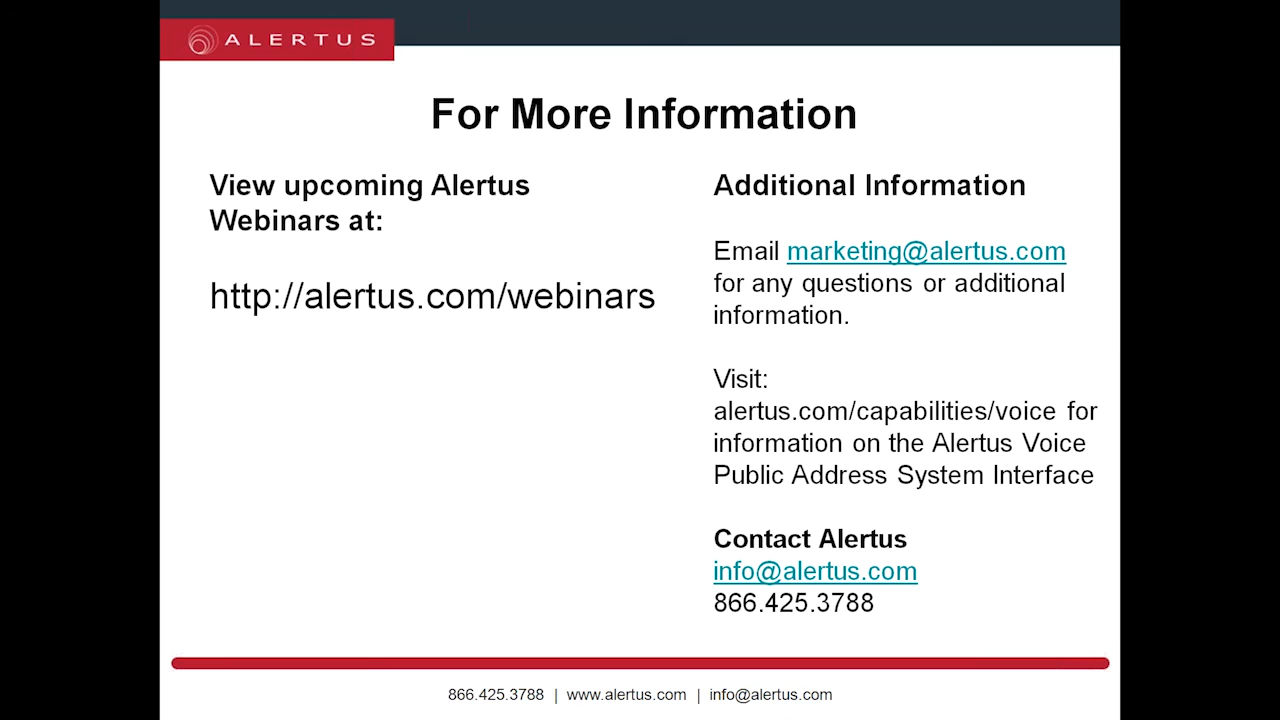 ALERTUS
For More Information
View upcoming Alertus
Webinars at:
http://alertus.com/webinars
Additional Information
Email marketing@alertus.com
for any questions or additional
information.
Visit:
alertus.com/capabilities/voice for
information on the Alertus Voice
Public Address System Interface
Contact Alertus
info@alertus.com
866.425.3788
866.425.3788 | www.alertus.com | info@alertus.com